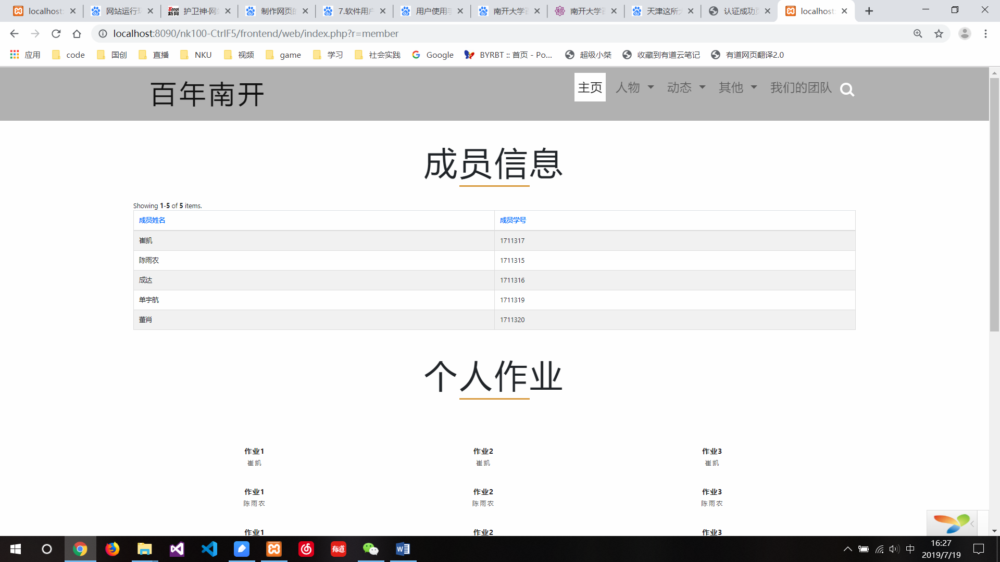 localhost: 网站运行环 护卫神·网站 制作网页的 7.软件用户 用户使用手 南开大学百 南开大学百 天津这所大 认证成功页 localhost:
localhost:8090/nk100-CtrlF5/frontend/web/index.php?r=member
应用 code 国创 直播 NKU 视频 game 学习 社会实践 Google BYRBT :: 首页 - Po... 超级小桀 收藏到有道云笔记 有道网页翻译2.0
百年南开 主页 人物 动态 其他 我们的团队
成员信息
Showing 1-5 of 5 items.
成员姓名 成员学号
崔凯 1711317
陈雨农 1711315
成达 1711316
单宇航 1711319
董肖 1711320
个人作业
作业1 作业2 作业3
崔凯 崔凯 崔凯
作业1 作业2 作业3
陈雨农 陈雨农 陈雨农
作业1 作业2 作业3
有道 中 16:27
2019/7/19